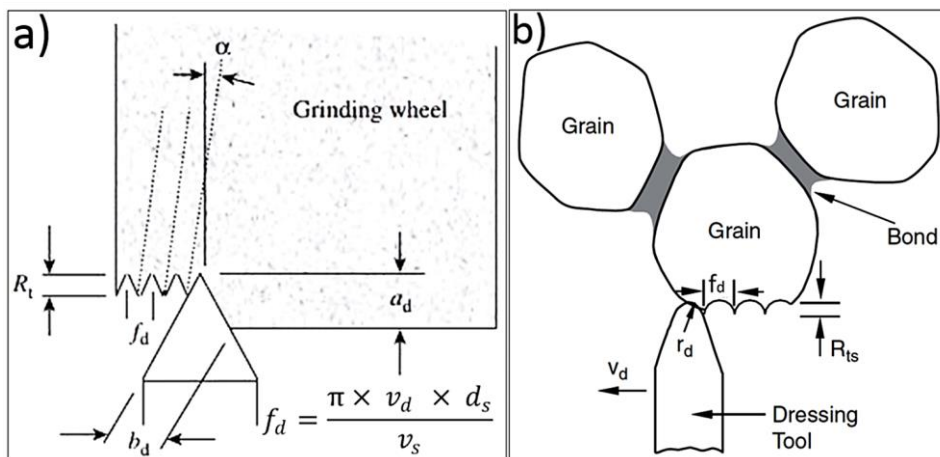 a)
α
Grinding wheel
R_t
f_d
a_d
b_d
f_d = \frac{π × v_d × d_s}{v_s}
b)
Grain
Grain
Grain
Bond
f_d
r_d
R_ts
v_d
Dressing
Tool